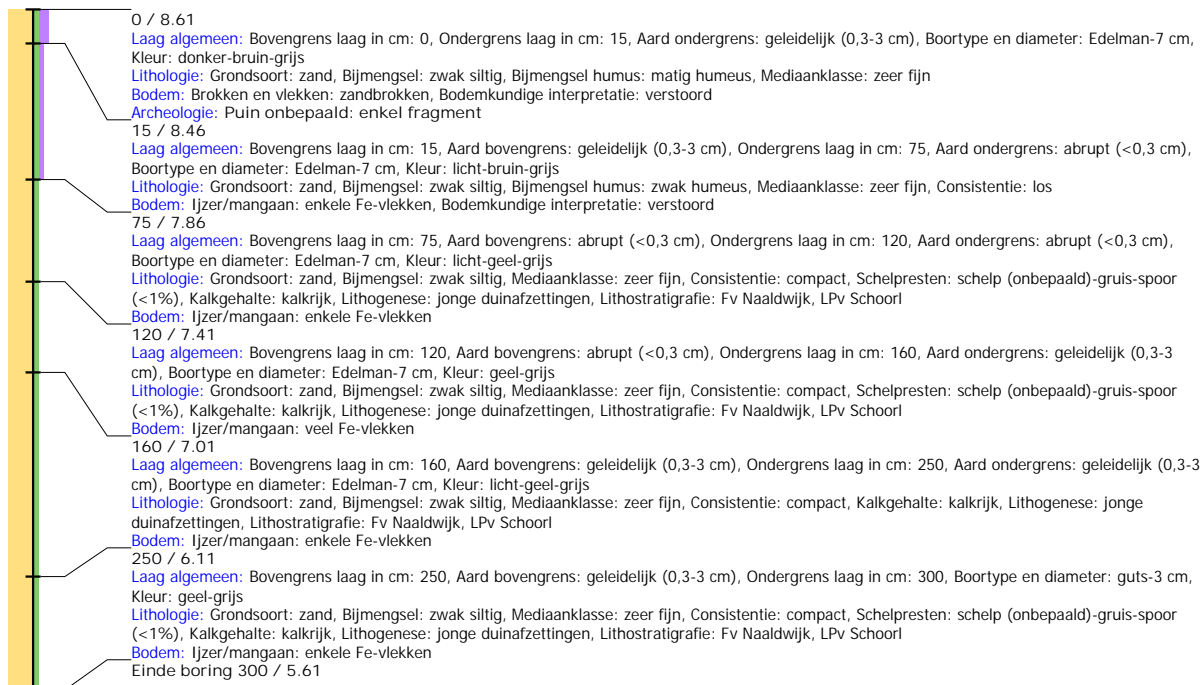 0 / 8.61
Laag algemeen: Bovengrens laag in cm: 0, Ondergrens laag in cm: 15, Aard ondergrens: geleidelijk (0,3-3 cm), Boortype en diameter: Edelman-7 cm,
Kleur: donker-bruin-grijs
Lithologie: Grondsoort: zand, Bijmengsel: zwak siltig, Bijmengsel humus: matig humeus, Mediaanklasse: zeer fijn
Bodem: Brokken en vlekken: zandbrokken, Bodemkundige interpretatie: verstoord
Archeologie: Puin onbepaald: enkel fragment
15 / 8.46
Laag algemeen: Bovengrens laag in cm: 15, Aard bovengrens: geleidelijk (0,3-3 cm), Ondergrens laag in cm: 75, Aard ondergrens: abrupt (<0,3 cm),
Boortype en diameter: Edelman-7 cm, Kleur: licht-bruin-grijs
Lithologie: Grondsoort: zand, Bijmengsel: zwak siltig, Bijmengsel humus: zwak humeus, Mediaanklasse: zeer fijn, Consistentie: los
Bodem: Ijzer/mangaan: enkele Fe-vlekken, Bodemkundige interpretatie: verstoord
75 / 7.86
Laag algemeen: Bovengrens laag in cm: 75, Aard bovengrens: abrupt (<0,3 cm), Ondergrens laag in cm: 120, Aard ondergrens: abrupt (<0,3 cm),
Boortype en diameter: Edelman-7 cm, Kleur: licht-geel-grijs
Lithologie: Grondsoort: zand, Bijmengsel: zwak siltig, Mediaanklasse: zeer fijn, Consistentie: compact, Schelpresten: schelp (onbepaald)-gruis-spoor
(<1%), Kalkgehalte: kalkrijk, Lithogenese: jonge duinafzettingen, Lithostratigrafie: Fv Naaldwijk, LPv Schoorl
Bodem: Ijzer/mangaan: enkele Fe-vlekken
120 / 7.41
Laag algemeen: Bovengrens laag in cm: 120, Aard bovengrens: abrupt (<0,3 cm), Ondergrens laag in cm: 160, Aard ondergrens: geleidelijk (0,3-3
cm), Boortype en diameter: Edelman-7 cm, Kleur: geel-grijs
Lithologie: Grondsoort: zand, Bijmengsel: zwak siltig, Mediaanklasse: zeer fijn, Consistentie: compact, Schelpresten: schelp (onbepaald)-gruis-spoor
(<1%), Kalkgehalte: kalkrijk, Lithogenese: jonge duinafzettingen, Lithostratigrafie: Fv Naaldwijk, LPv Schoorl
Bodem: Ijzer/mangaan: veel Fe-vlekken
160 / 7.01
Laag algemeen: Bovengrens laag in cm: 160, Aard bovengrens: geleidelijk (0,3-3 cm), Ondergrens laag in cm: 250, Aard ondergrens: geleidelijk (0,3-3
cm), Boortype en diameter: Edelman-7 cm, Kleur: licht-geel-grijs
Lithologie: Grondsoort: zand, Bijmengsel: zwak siltig, Mediaanklasse: zeer fijn, Consistentie: compact, Kalkgehalte: kalkrijk, Lithogenese: jonge
duinafzettingen, Lithostratigrafie: Fv Naaldwijk, LPv Schoorl
Bodem: Ijzer/mangaan: enkele Fe-vlekken
250 / 6.11
Laag algemeen: Bovengrens laag in cm: 250, Aard bovengrens: geleidelijk (0,3-3 cm), Ondergrens laag in cm: 300, Boortype en diameter: guts-3 cm,
Kleur: geel-grijs
Lithologie: Grondsoort: zand, Bijmengsel: zwak siltig, Mediaanklasse: zeer fijn, Consistentie: compact, Schelpresten: schelp (onbepaald)-gruis-spoor
(<1%), Kalkgehalte: kalkrijk, Lithogenese: jonge duinafzettingen, Lithostratigrafie: Fv Naaldwijk, LPv Schoorl
Bodem: Ijzer/mangaan: enkele Fe-vlekken
Einde boring 300 / 5.61